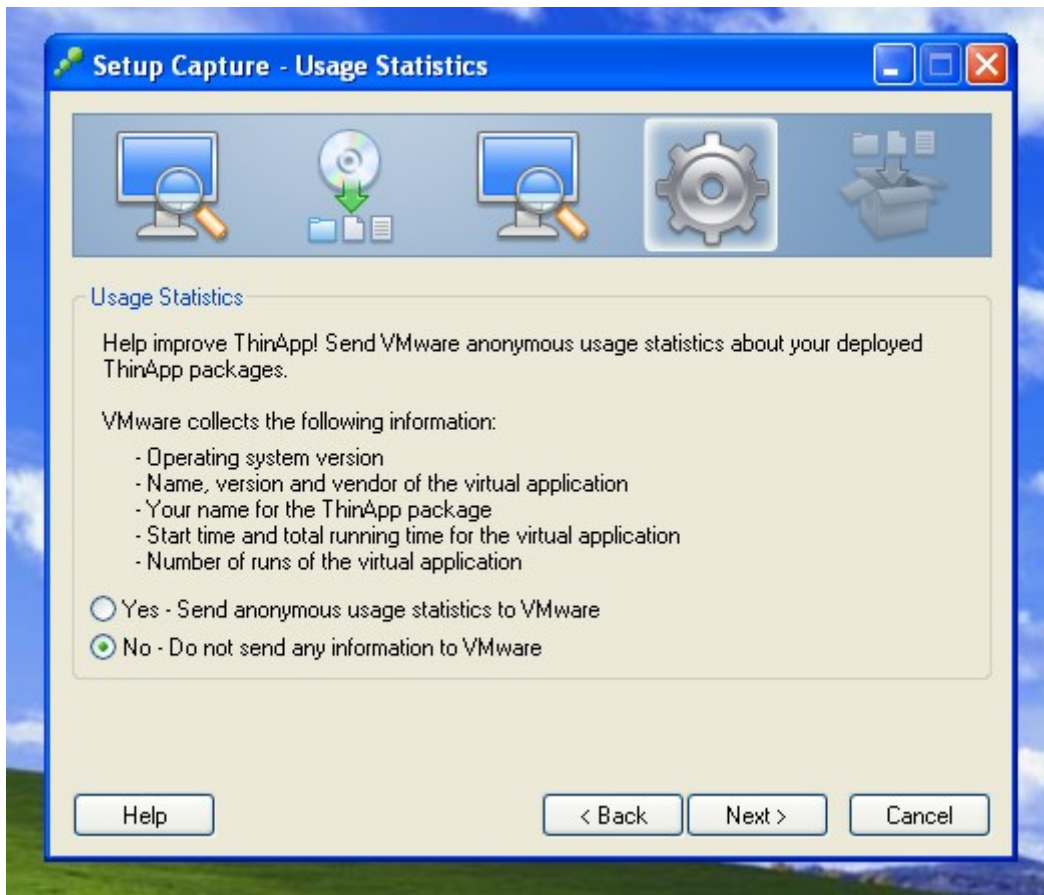 Setup Capture - Usage Statistics
Usage Statistics
Help improve ThinApp! Send VMware anonymous usage statistics about your deployed
ThinApp packages.
VMware collects the following information:
- Operating system version
- Name, version and vendor of the virtual application
- Your name for the ThinApp package
- Start time and total running time for the virtual application
- Number of runs of the virtual application
Yes - Send anonymous usage statistics to VMware
No - Do not send any information to VMware
Help
< Back
Next >
Cancel